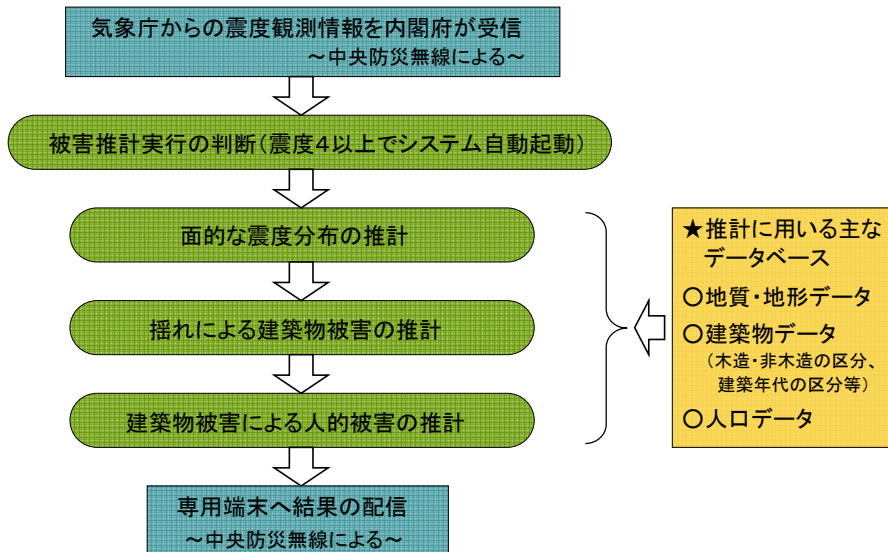 気象庁からの震度観測情報を内閣府が受信
～中央防災無線による～
被害推計実行の判断（震度４以上でシステム自動起動）
面的な震度分布の推計
揺れによる建築物被害の推計
建築物被害による人的被害の推計
専用端末へ結果の配信
～中央防災無線による～
★推計に用いる主な
データベース
○地質・地形データ
○建築物データ
（木造・非木造の区分、
建築年代の区分等）
○人口データ